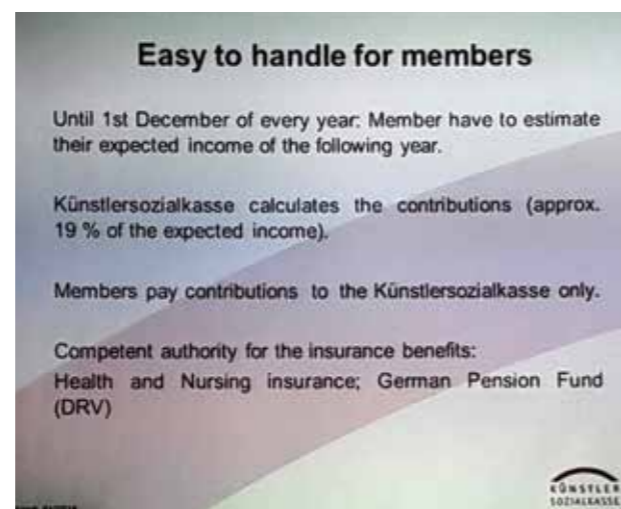 Easy to handle for members
Until 1st December of every year: Member have to estimate
their expected income of the following year.
Künstlersozialkasse calculates the contributions (approx.
19 % of the expected income).
Members pay contributions to the Künstlersozialkasse only.
Competent authority for the insurance benefits:
Health and Nursing insurance; German Pension Fund
(DRV)
KÜNSTLER
SOZIALKASSE